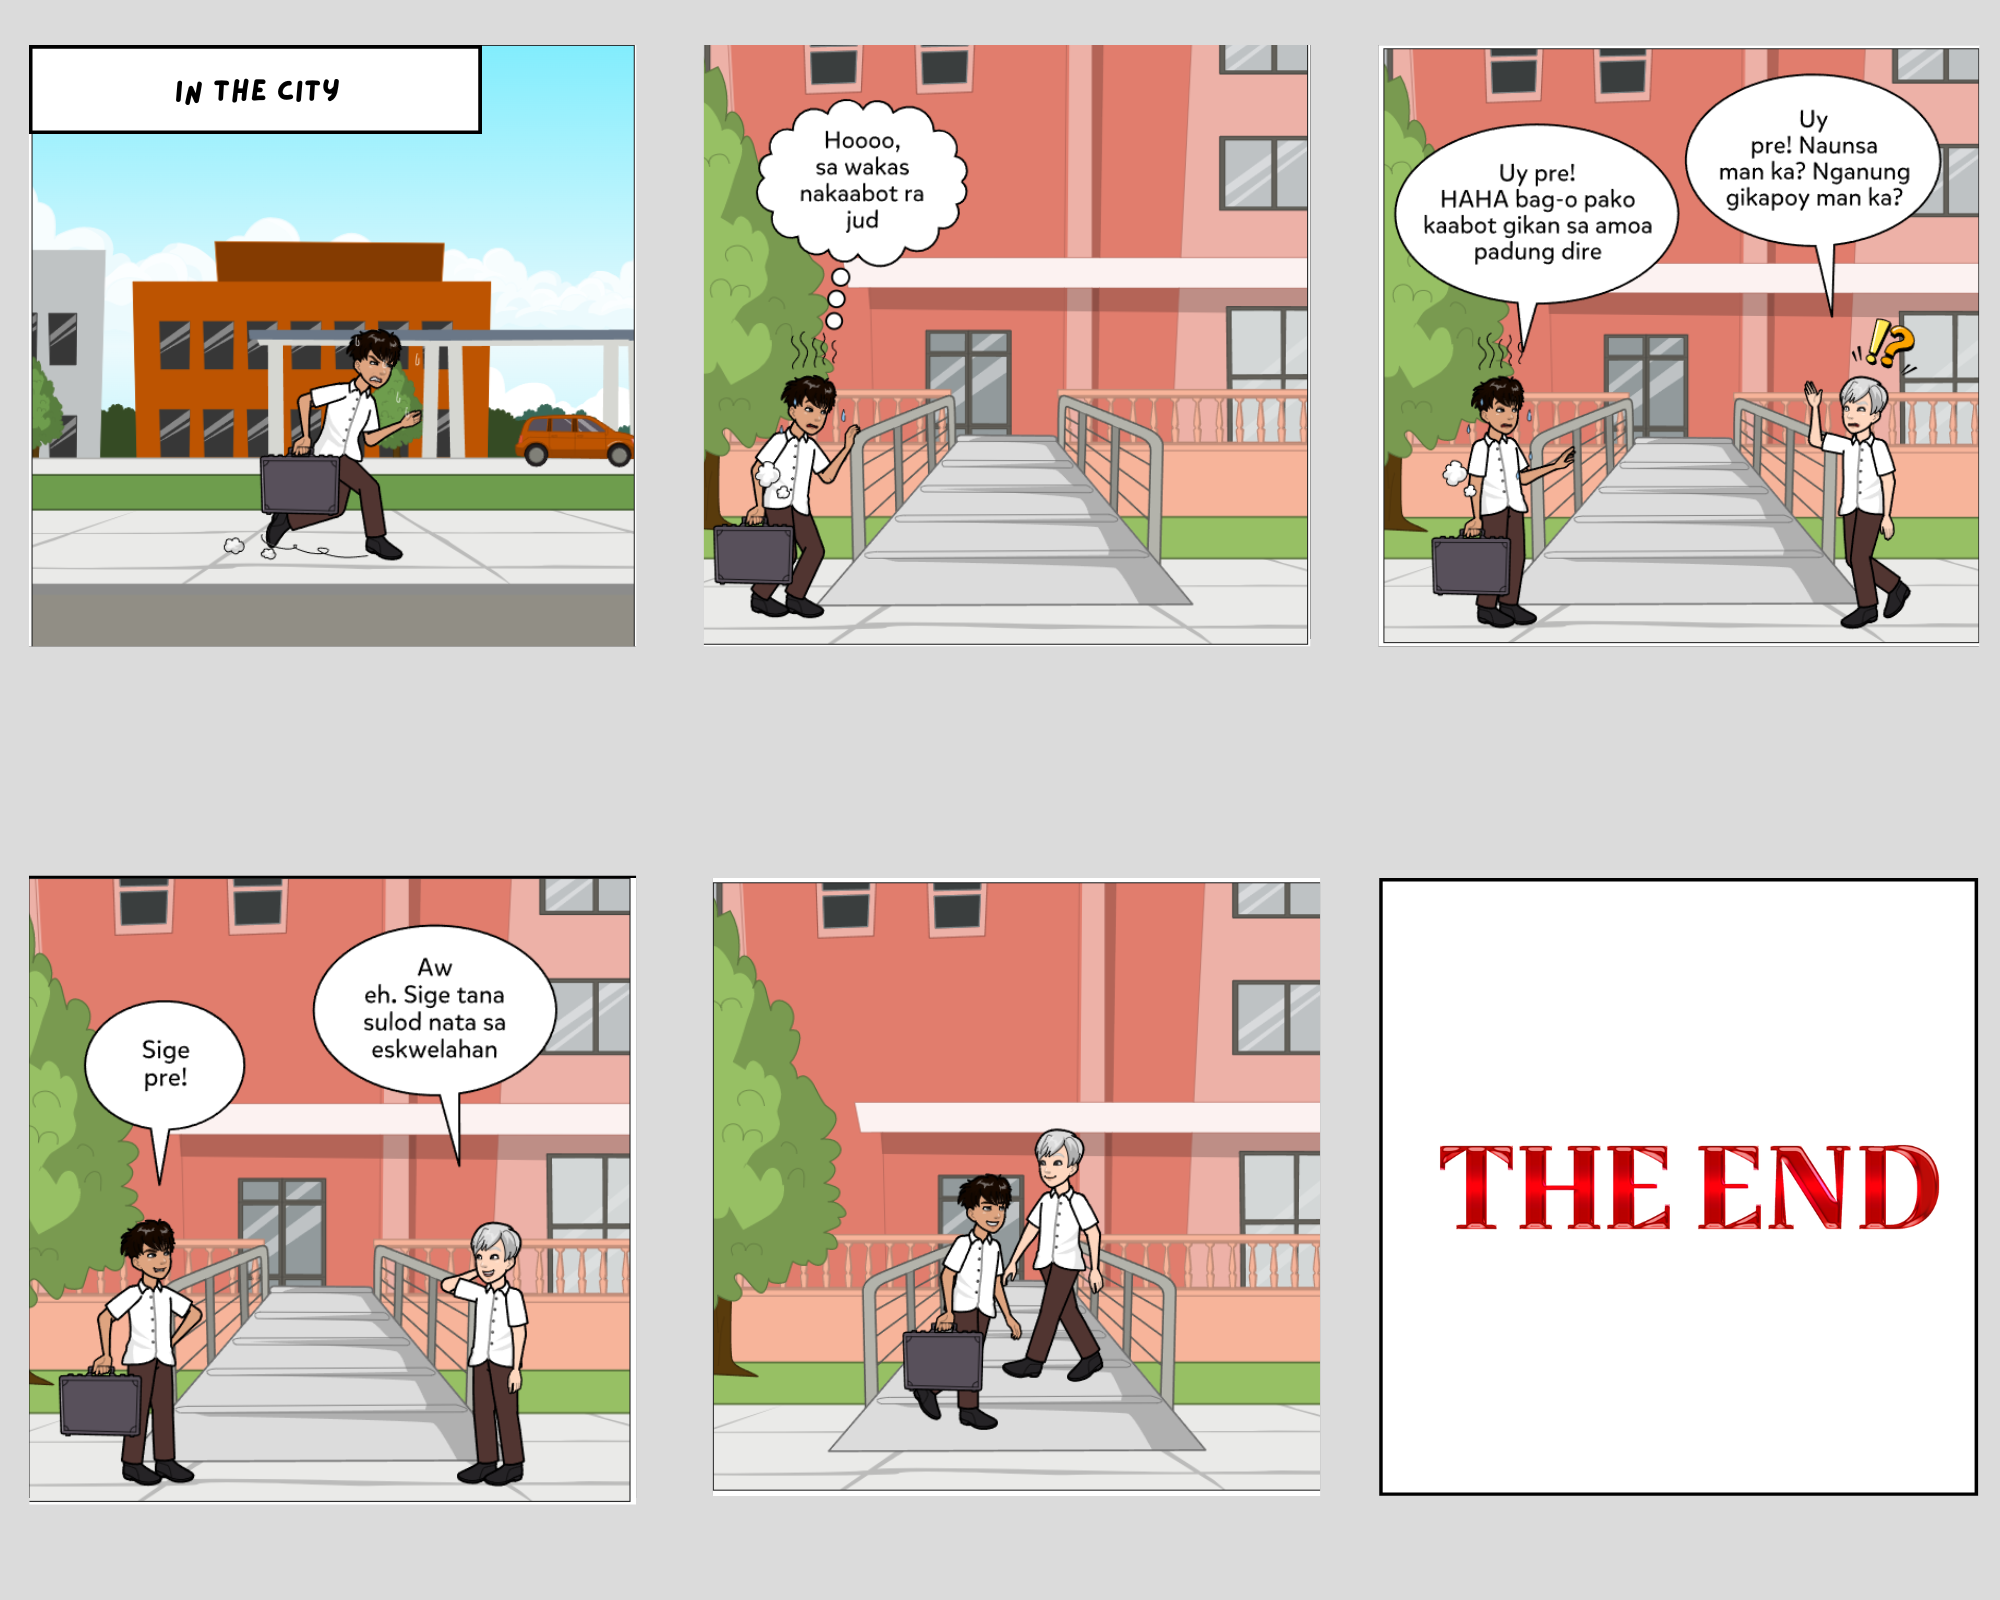 IN THE CITY
Hoooo,
sa wakas
nakaabot ra
jud
Uy pre!
HAHA bag-o pako
kaabot gikan sa amoa
padung dire
Uy
pre! Naunsa
man ka? Nganung
gikapoy man ka?
Sige
pre!
Aw
eh. Sige tana
sulod nata sa
eskwelahan
THE END